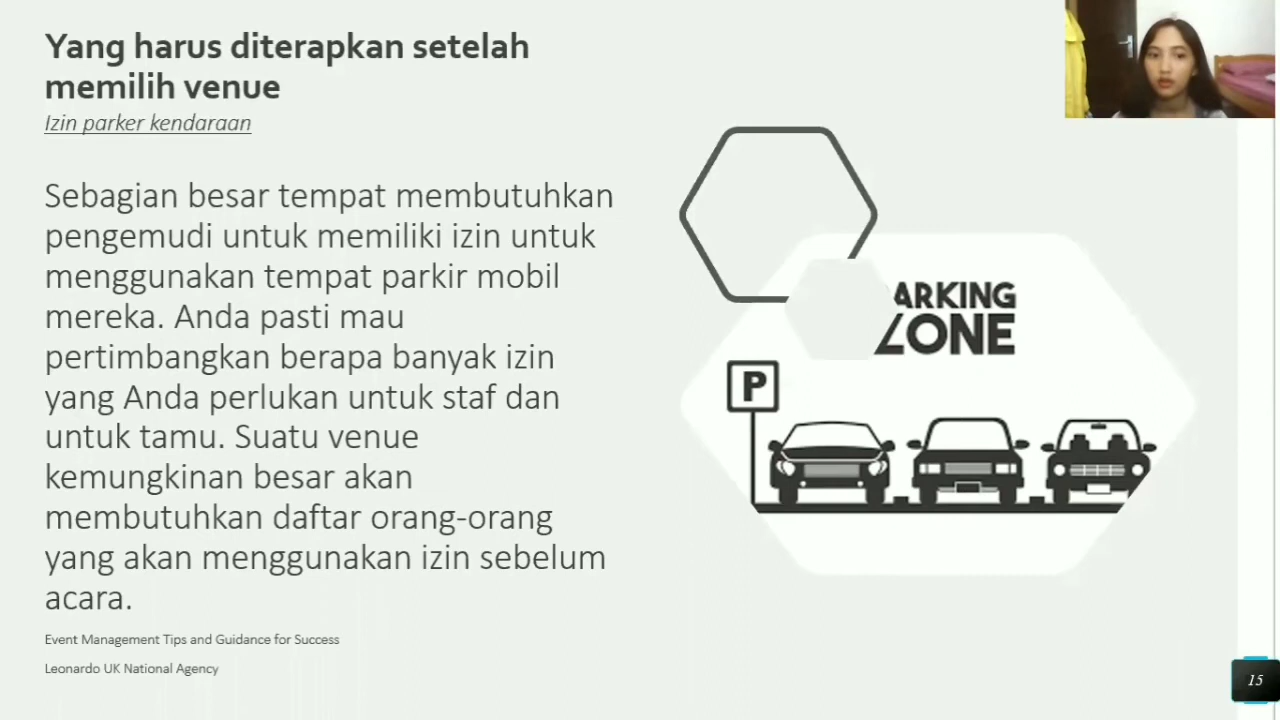 Yang harus diterapkan setelah
memilih venue
Izin parker kendaraan
Sebagian besar tempat membutuhkan
pengemudi untuk memiliki izin untuk
menggunakan tempat parkir mobil
mereka. Anda pasti mau
pertimbangkan berapa banyak izin
yang Anda perlukan untuk staf dan
untuk tamu. Suatu venue
kemungkinan besar akan
membutuhkan daftar orang-orang
yang akan menggunakan izin sebelum
acara.
Event Management Tips and Guidance for Success
Leonardo UK National Agency
ARKING
ZONE
P
15